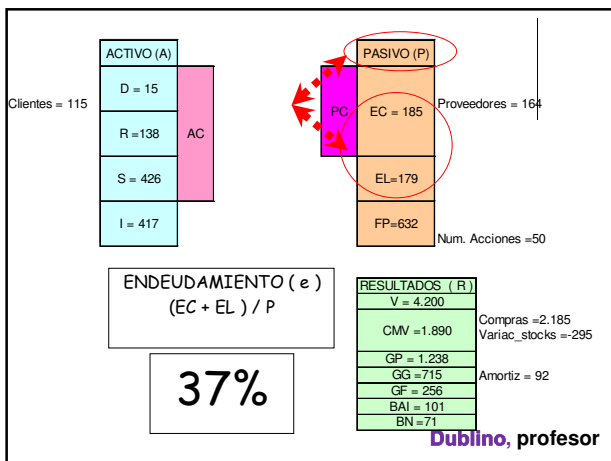 ACTIVO (A)
PASIVO (P)
Clientes = 115
D = 15
R =138
AC
S = 426
I = 417
PC
EC = 185
Proveedores = 164
EL=179
FP=632
Num. Acciones =50
ENDEUDAMIENTO ( e )
(EC + EL ) / P
37%
RESULTADOS ( R )
V = 4.200
CMV =1.890
Compras =2.185
Variac_stocks =-295
GP = 1.238
GG =715
Amortiz = 92
GF = 256
BAI = 101
BN = 71
Dublino, profesor